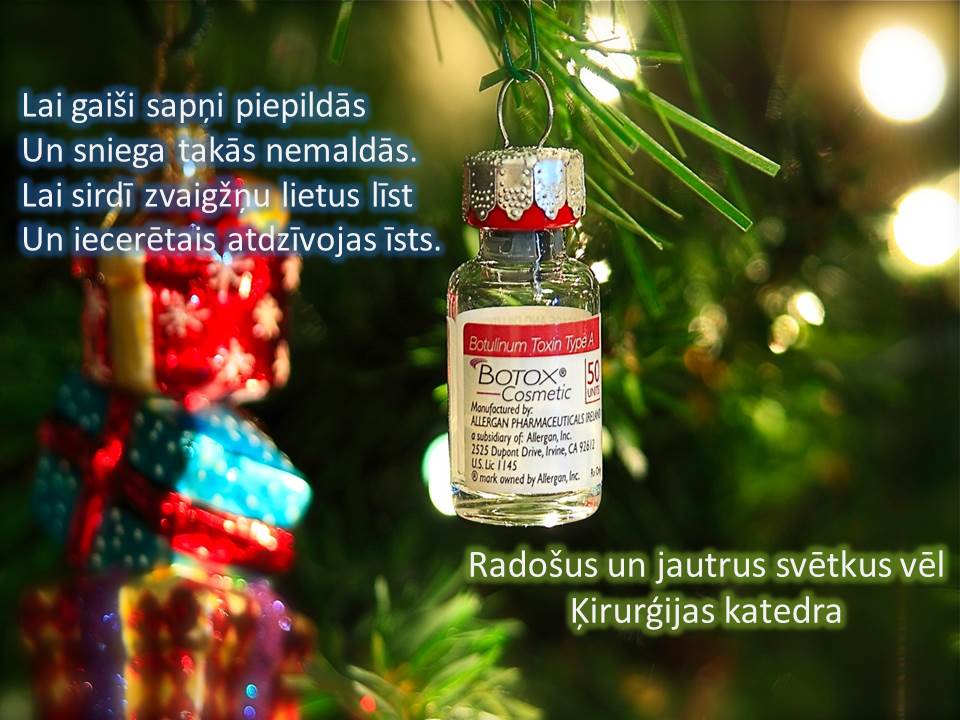 Lai gaiši sapņi piepildās
Un sniega takās nemaldās.
Lai sirdī zvaigžņu lietus līst
Un iecerētais atdzīvojas īsts.
Botulinum Toxin Type A
BOTOX®
Cosmetic
50
UNITS
Manufactured by:
ALLERGAN PHARMACEUTICALS IRELAND
a subsidiary of: Allergan, Inc.
2525 Dupont Drive, Irvine, CA 92612
U.S. Lic 1145
® mark owned by Allergan, Inc.
Radošus un jautrus svētkus vēl
Ķirurģijas katedra